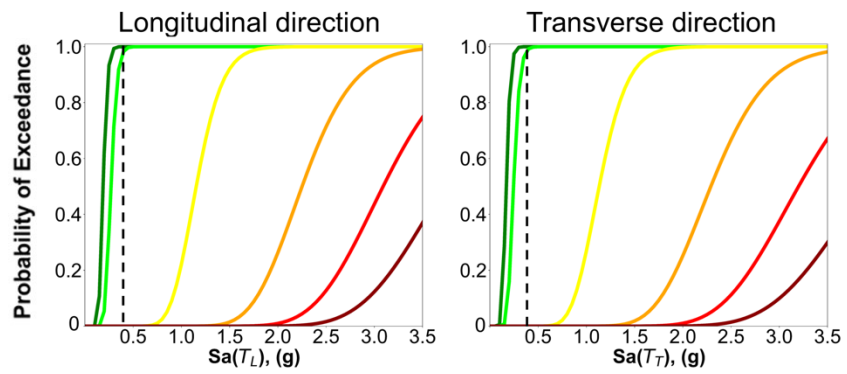 Longitudinal direction
Transverse direction
Probability of Exceedance
1.0
0.8
0.6
0.4
0.2
0
0.5 1.0 1.5 2.0 2.5 3.0 3.5
Sa(T_L), (g)
1.0
0.8
0.6
0.4
0.2
0
0.5 1.0 1.5 2.0 2.5 3.0 3.5
Sa(T_T), (g)